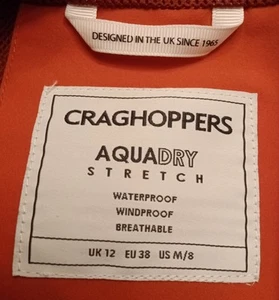 DESIGNED IN THE UK SINCE 1965
CRAGHOPPERS
AQUADRY
STRETCH
WATERPROOF
WINDPROOF
BREATHABLE
UK 12 EU 38 US M/8